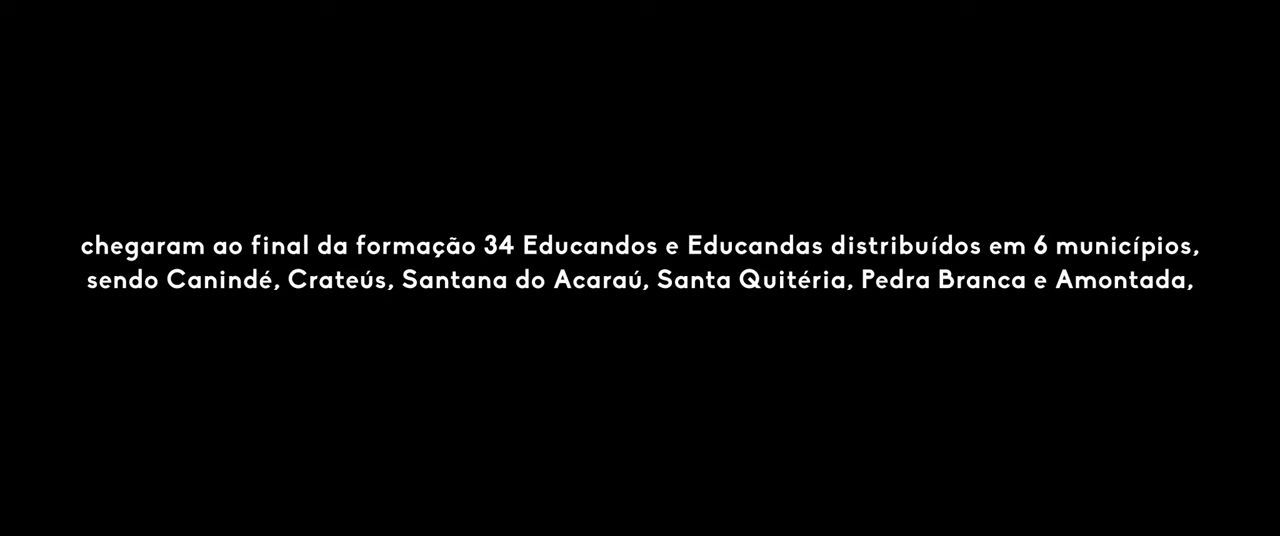 chegaram ao final da formação 34 Educandos e Educandas distribuídos em 6 municípios,
sendo Canindé, Crateús, Santana do Acaraú, Santa Quitéria, Pedra Branca e Amontada,